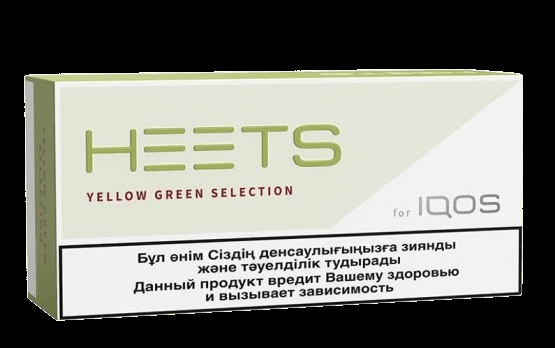 HEETS
YELLOW GREEN SELECTION
for IQOS
Бұл өнім Сіздің денсаулығыңызға зиянды
және тәуелділік тудырады
Данный продукт вредит Вашему здоровью
и вызывает зависимость